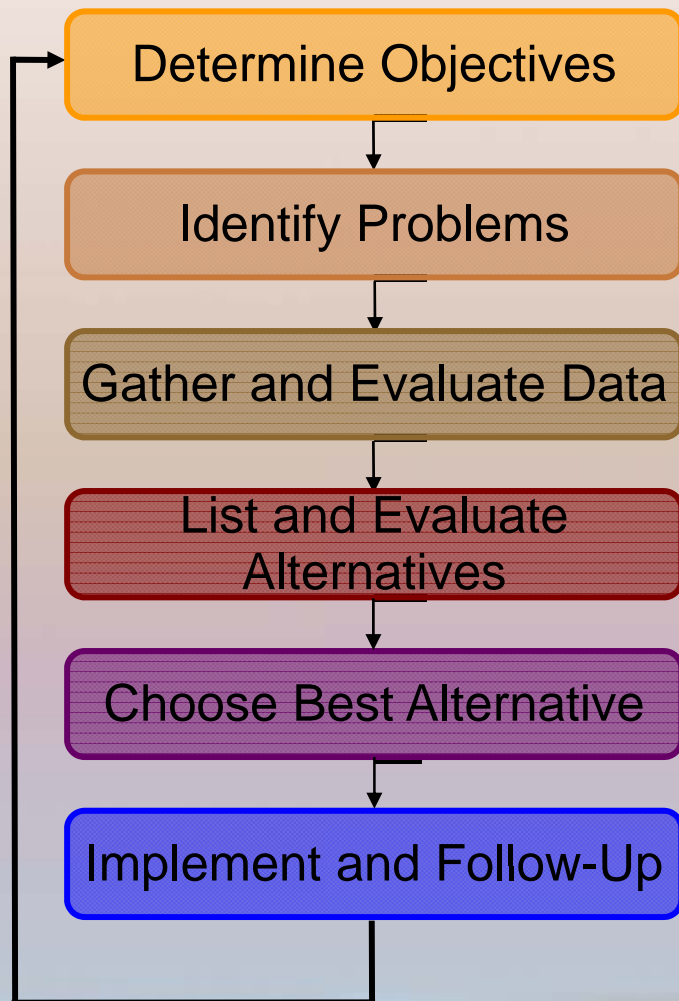 Determine Objectives
Identify Problems
Gather and Evaluate Data
List and Evaluate
Alternatives
Choose Best Alternative
Implement and Follow-Up